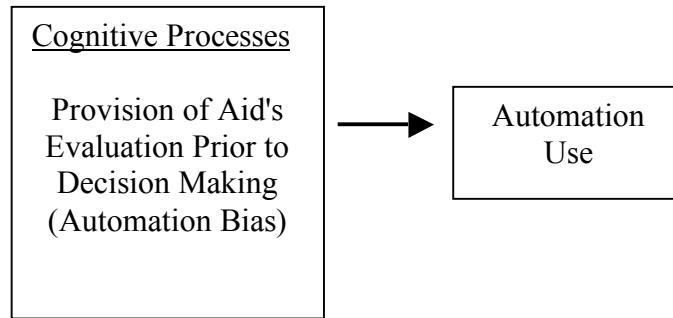 Cognitive Processes
Provision of Aid's
Evaluation Prior to
Decision Making
(Automation Bias)
Automation
Use